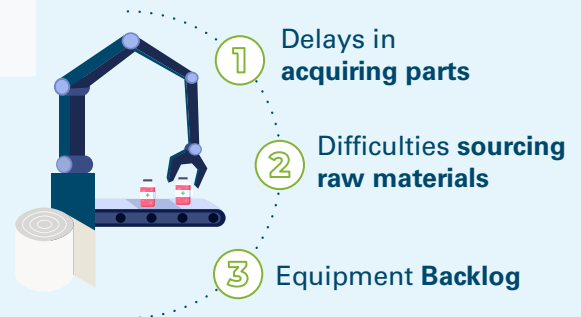 1
Delays in
acquiring parts
2
Difficulties sourcing
raw materials
3
Equipment Backlog